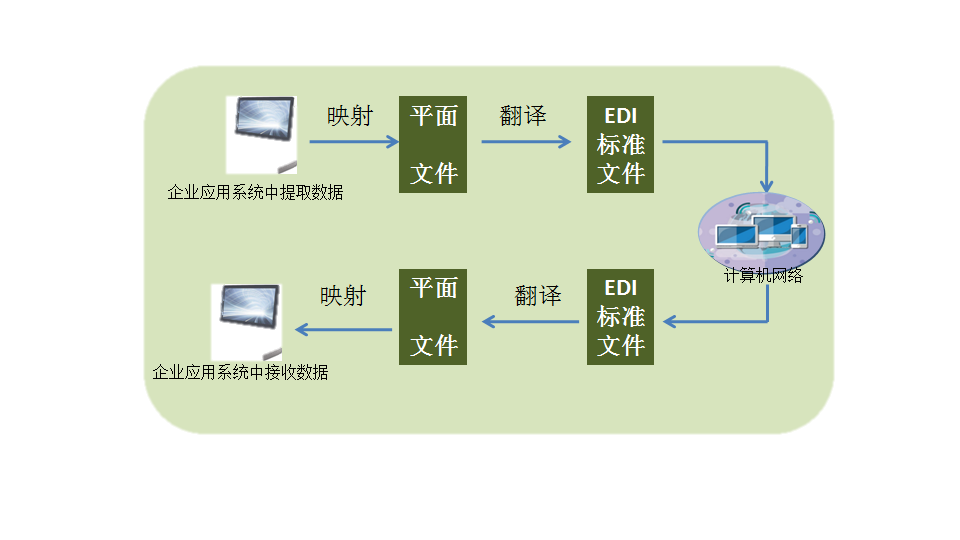 映射
平面
文件
翻译
EDI
标准
文件
企业应用系统中提取数据
计算机网络
映射
平面
文件
翻译
EDI
标准
文件
企业应用系统中接收数据